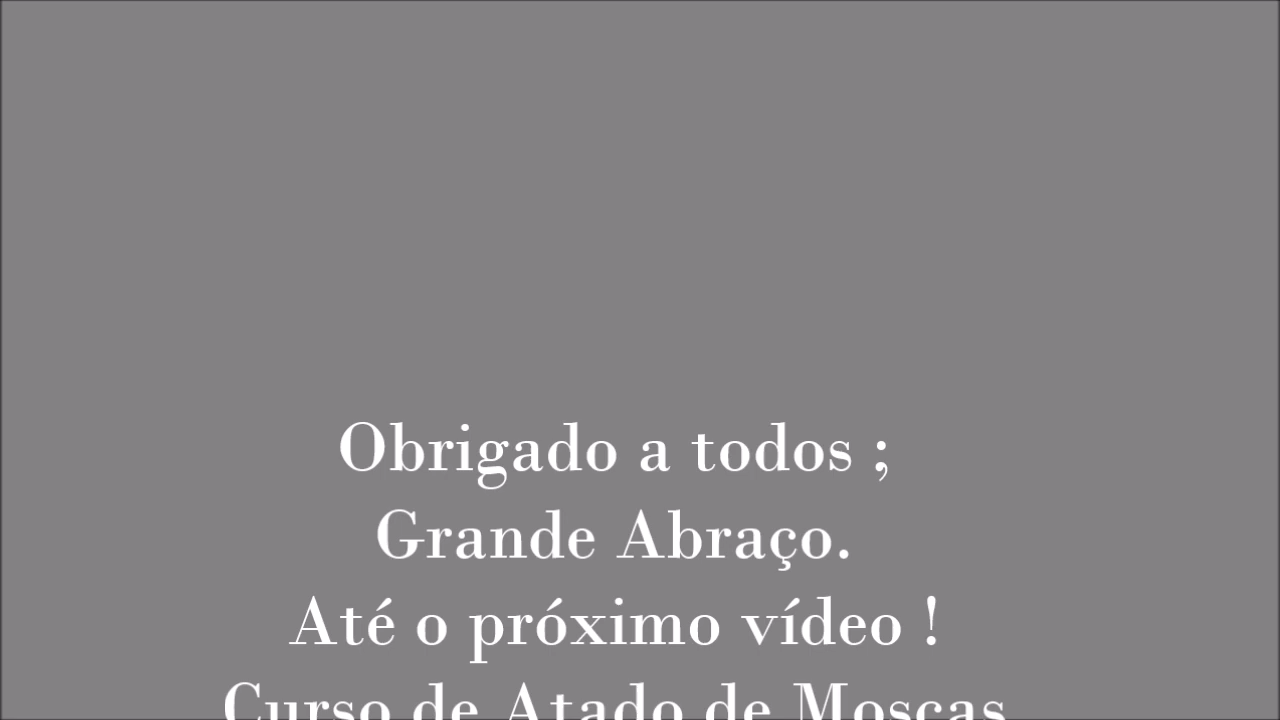 Obrigado a todos ;
Grande Abraço.
Até o próximo vídeo !
Curso de Atado de Moscas